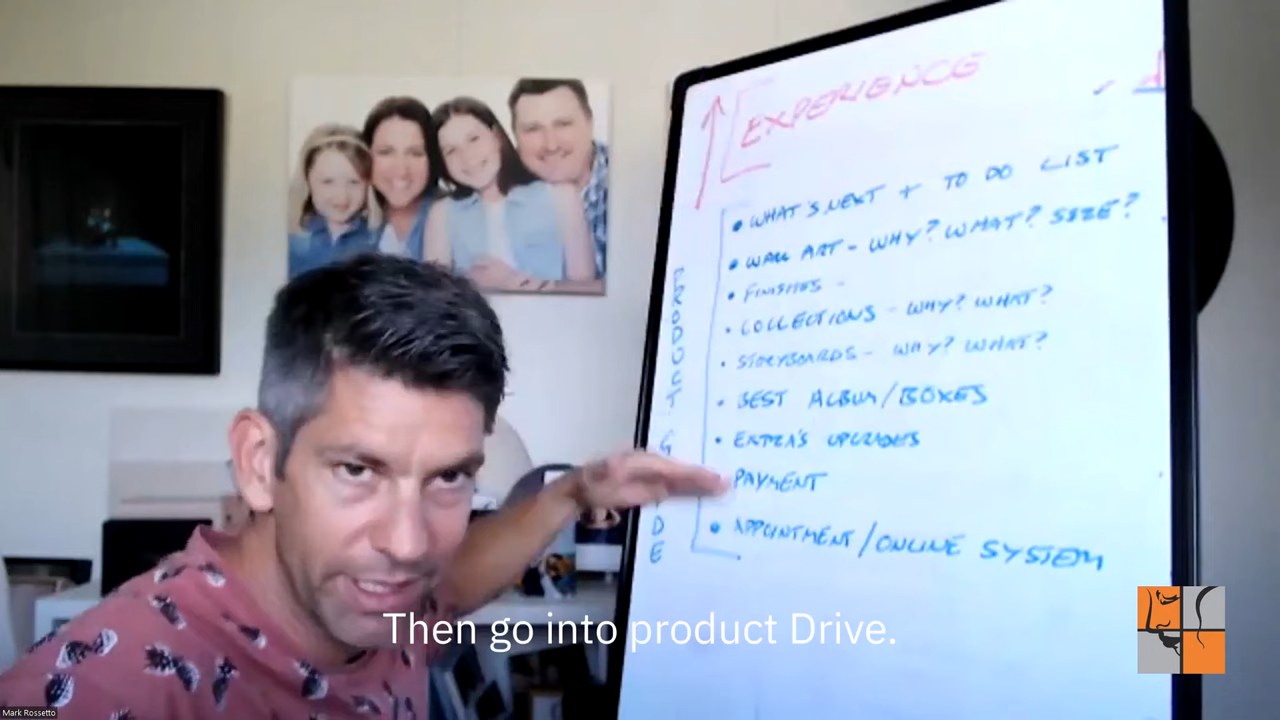 EXPERIENCE
• WHAT'S NEXT + TO DO LIST
• WALL ART - WHY? WHAT? SIZE?
• FINISHES -
• COLLECTIONS - WHY? WHAT?
• STORYBOARDS - WHY? WHAT?
• BEST ALBUM/BOXES
• EXTRA'S UPGRADES
PAYMENT
• APPOINTMENT/ONLINE SYSTEM
PRODUCT
Then go into product Drive.
Mark Rossetto